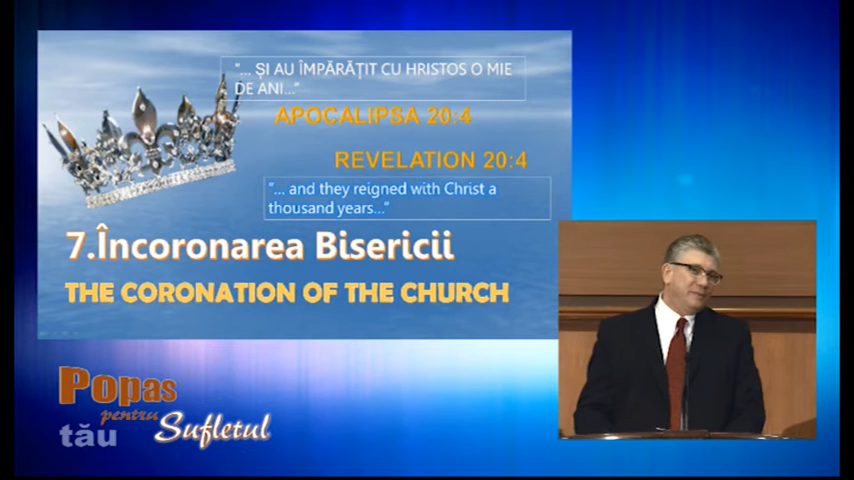 "... ȘI AU ÎMPĂRĂȚIT CU HRISTOS O MIE
DE ANI..."
APOCALIPSA 20:4
REVELATION 20:4
"... and they reigned with Christ a
thousand years..."
7.Încoronarea Bisericii
THE CORONATION OF THE CHURCH
Popas
pentru
Sufletul
tău